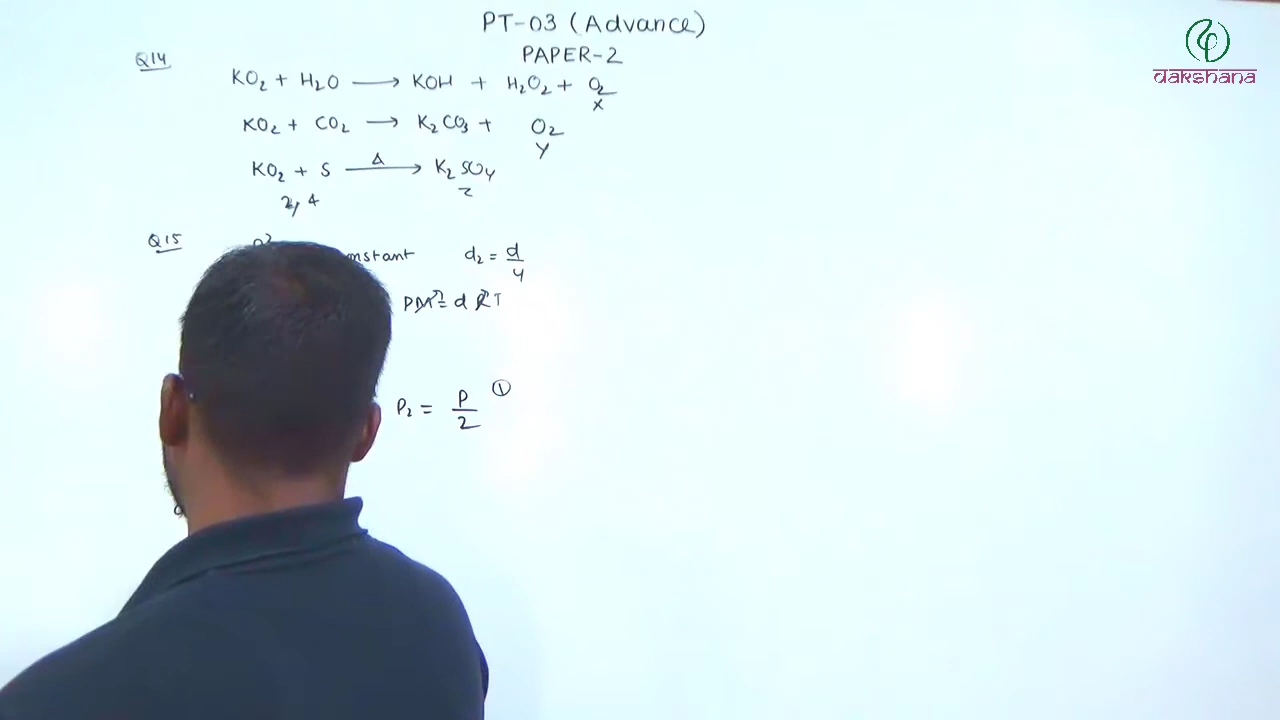 PT-03 (Advance)
PAPER-2
dakshana
Q14
KO₂ + H₂O ⟶ KOH + H₂O₂ + O₂
x
KO₂ + CO₂ ⟶ K₂CO₃ + O₂
y
KO₂ + S —Δ→ K₂SO₄
z
Q15
nstant d₂ = d/4
PM = d R T
P₂ = P/2 ①